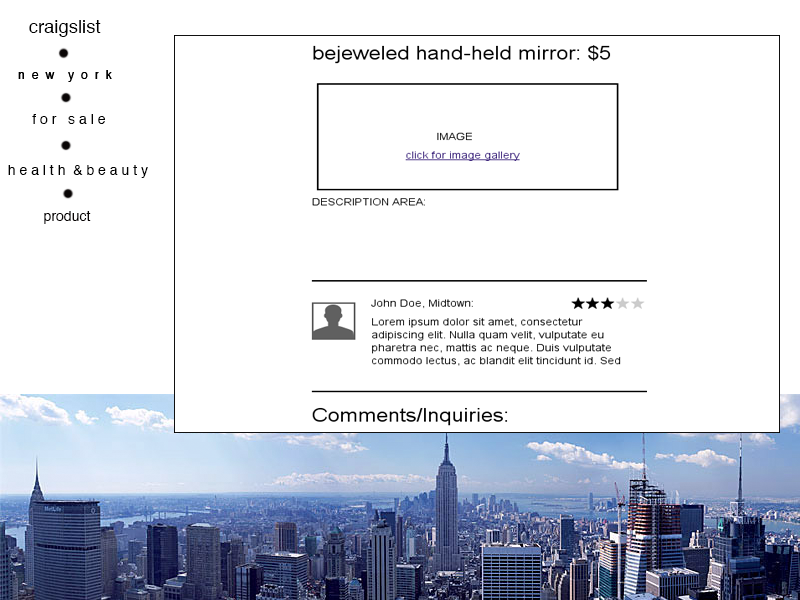 craigslist
new york
for sale
health & beauty
product
bejeweled hand-held mirror: $5
IMAGE
click for image gallery
DESCRIPTION AREA:
John Doe, Midtown:
Lorem ipsum dolor sit amet, consectetur
adipiscing elit. Nulla quam velit, vulputate eu
pharetra nec, mattis ac neque. Duis vulputate
commodo lectus, ac blandit elit tincidunt id. Sed
Comments/Inquiries:
MetLife